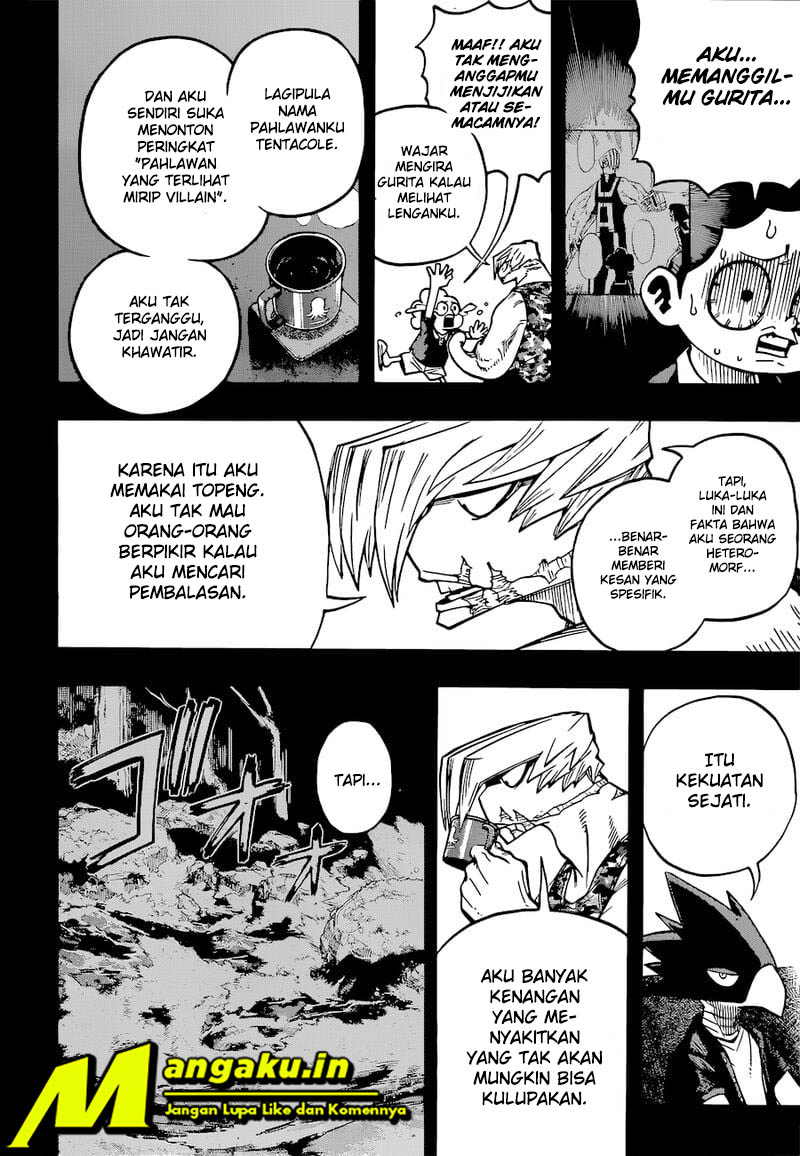 AKU...
MEMANGGIL-
MU GURITA...
MAAF!! AKU
TAK MENG-
ANGGAPMU
MENJIJIKAN
ATAU SE-
MACAMNYA!
WAJAR
MENGIRA
GURITA KALAU
MELIHAT
LENGANKU.
LAGIPULA
NAMA
PAHLAWANKU
TENTACOLE.
DAN AKU
SENDIRI SUKA
MENONTON
PERINGKAT
"PAHLAWAN
YANG TERLIHAT
MIRIP VILLAIN".
AKU TAK
TERGANGGU,
JADI JANGAN
KHAWATIR.
TAPI,
LUKA-LUKA
INI DAN
FAKTA BAHWA
AKU SEORANG
HETERO-
MORF...
...BENAR-
BENAR
MEMBERI
KESAN YANG
SPESIFIK.
KARENA ITU AKU
MEMAKAI TOPENG.
AKU TAK MAU
ORANG-ORANG
BERPIKIR KALAU
AKU MENCARI
PEMBALASAN.
ITU
KEKUATAN
SEJATI.
AKU BANYAK
KENANGAN
YANG ME-
NYAKITKAN
YANG TAK AKAN
MUNGKIN BISA
KULUPAKAN.
TAPI...
ゴオオ
Mangaku.in
Jangan Lupa Like dan Komennya